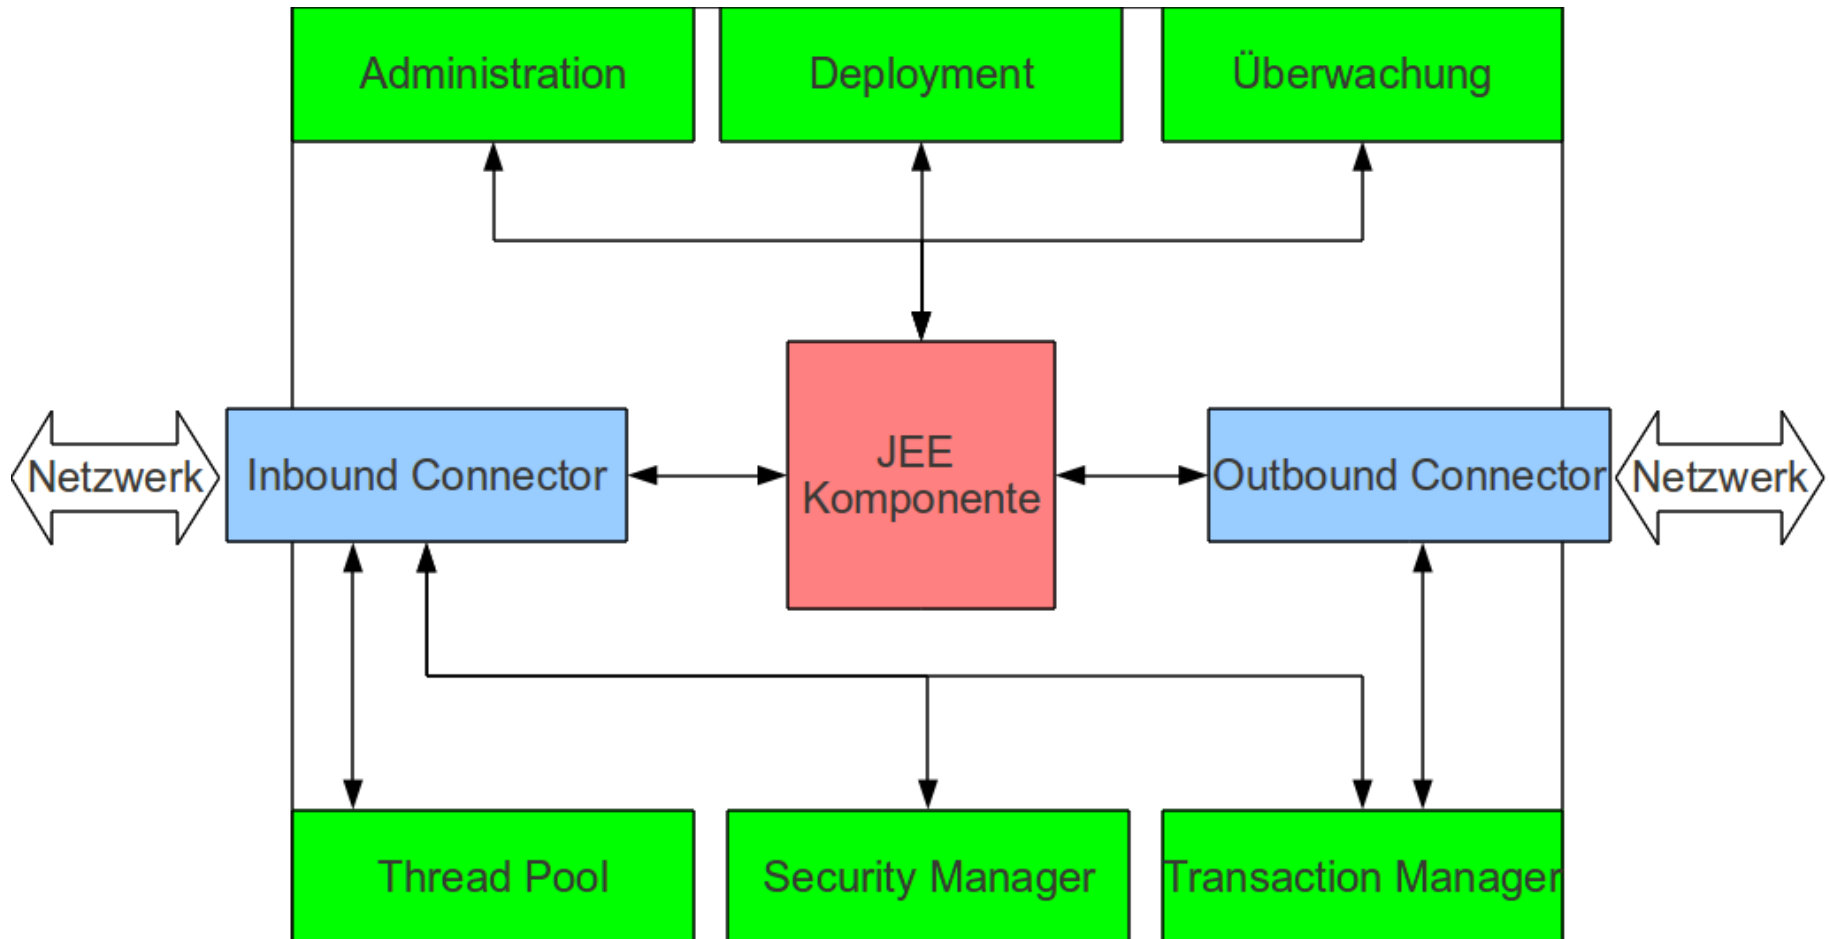 Administration
Deployment
Überwachung
Netzwerk
Inbound Connector
JEE
Komponente
Outbound Connector
Netzwerk
Thread Pool
Security Manager
Transaction Manager